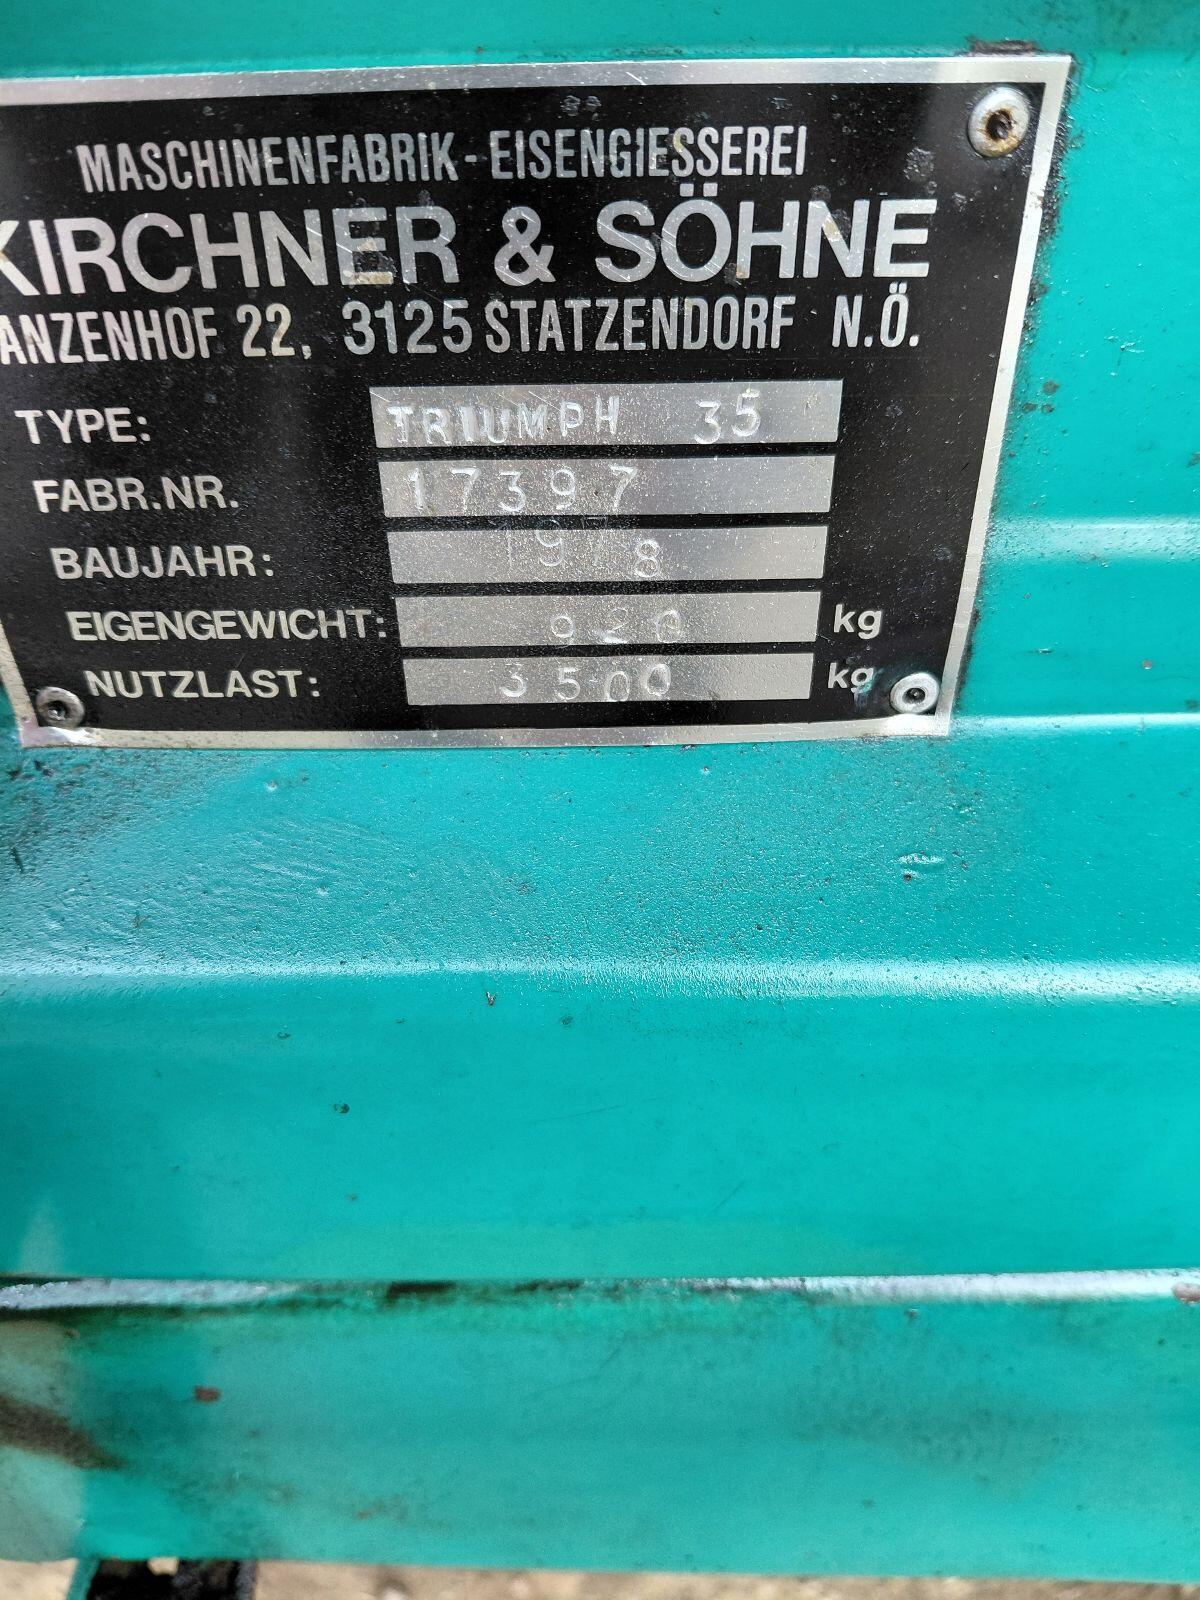 MASCHINENFABRIK - EISENGIESSEREI
KIRCHNER & SÖHNE
ANZENHOF 22, 3125 STATZENDORF N.Ö.
TYPE: TRIUMPH 35
FABR.NR. 17397
BAUJAHR: 1978
EIGENGEWICHT: 920 kg
NUTZLAST: 3500 kg